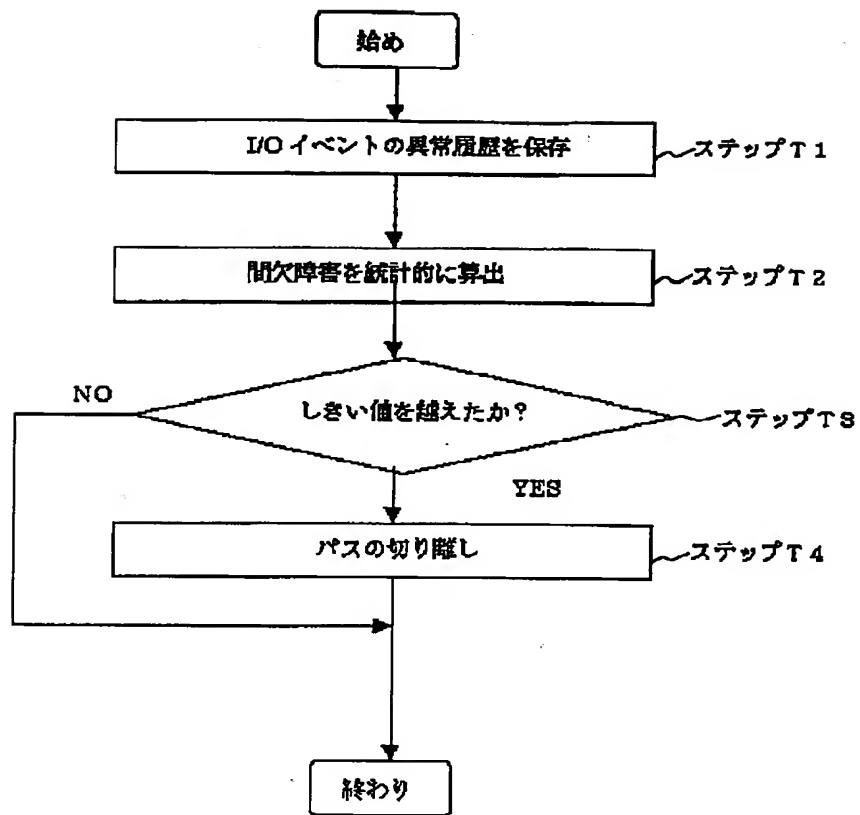 始め
I/O イベントの異常履歴を保存
ステップT1
間欠障害を統計的に算出
ステップT2
しきい値を越えたか?
ステップT3
NO
YES
パスの切り離し
ステップT4
終わり